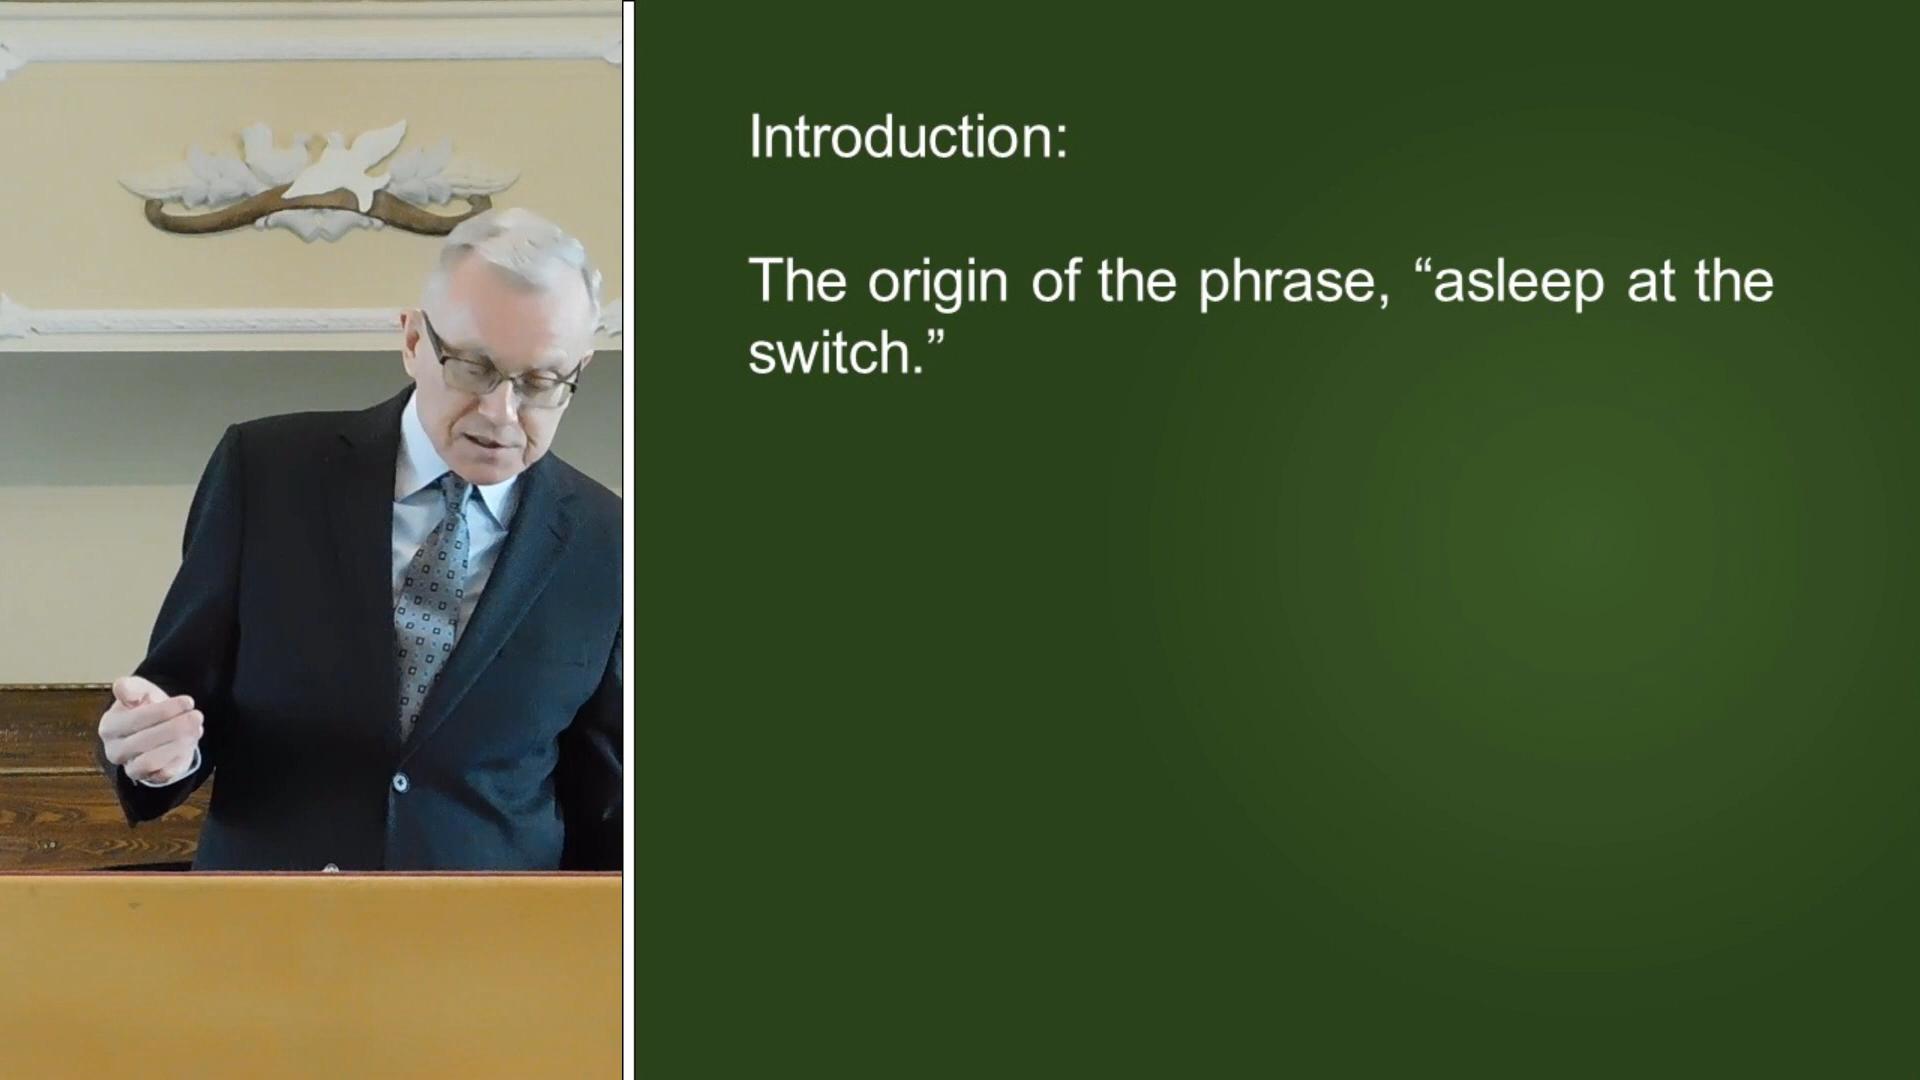 Introduction:
The origin of the phrase, “asleep at the
switch.”